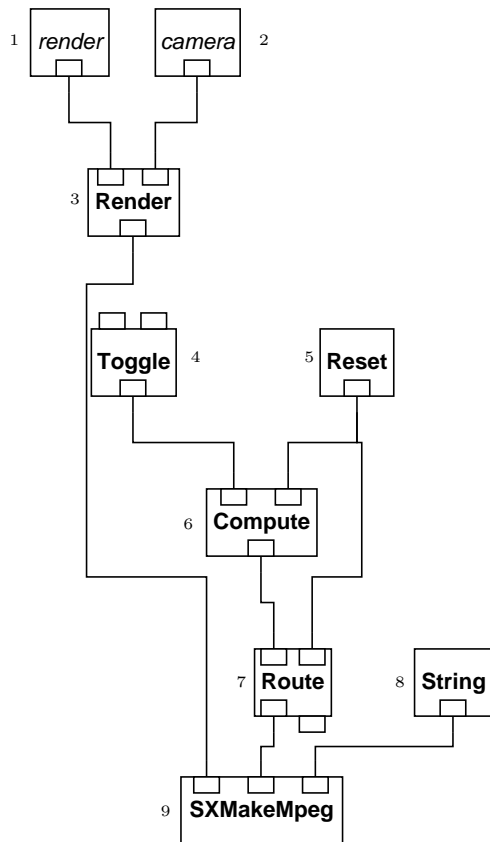 1 render camera 2
3 Render
Toggle 4 5 Reset
6 Compute
7 Route 8 String
9 SXMakeMpeg